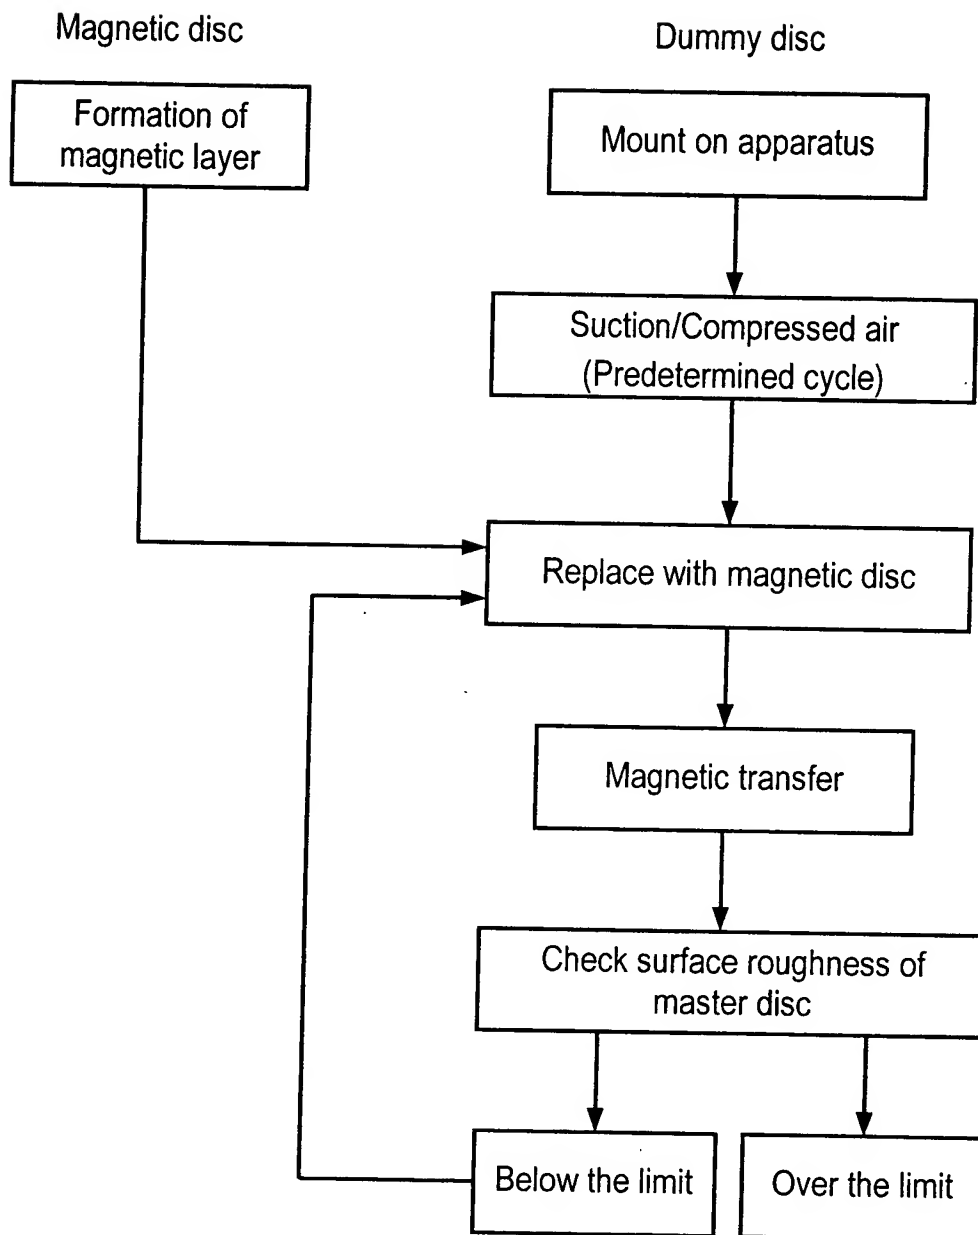 Magnetic disc
Dummy disc
Formation of
magnetic layer
Mount on apparatus
Suction/Compressed air
(Predetermined cycle)
Replace with magnetic disc
Magnetic transfer
Check surface roughness of
master disc
Below the limit
Over the limit